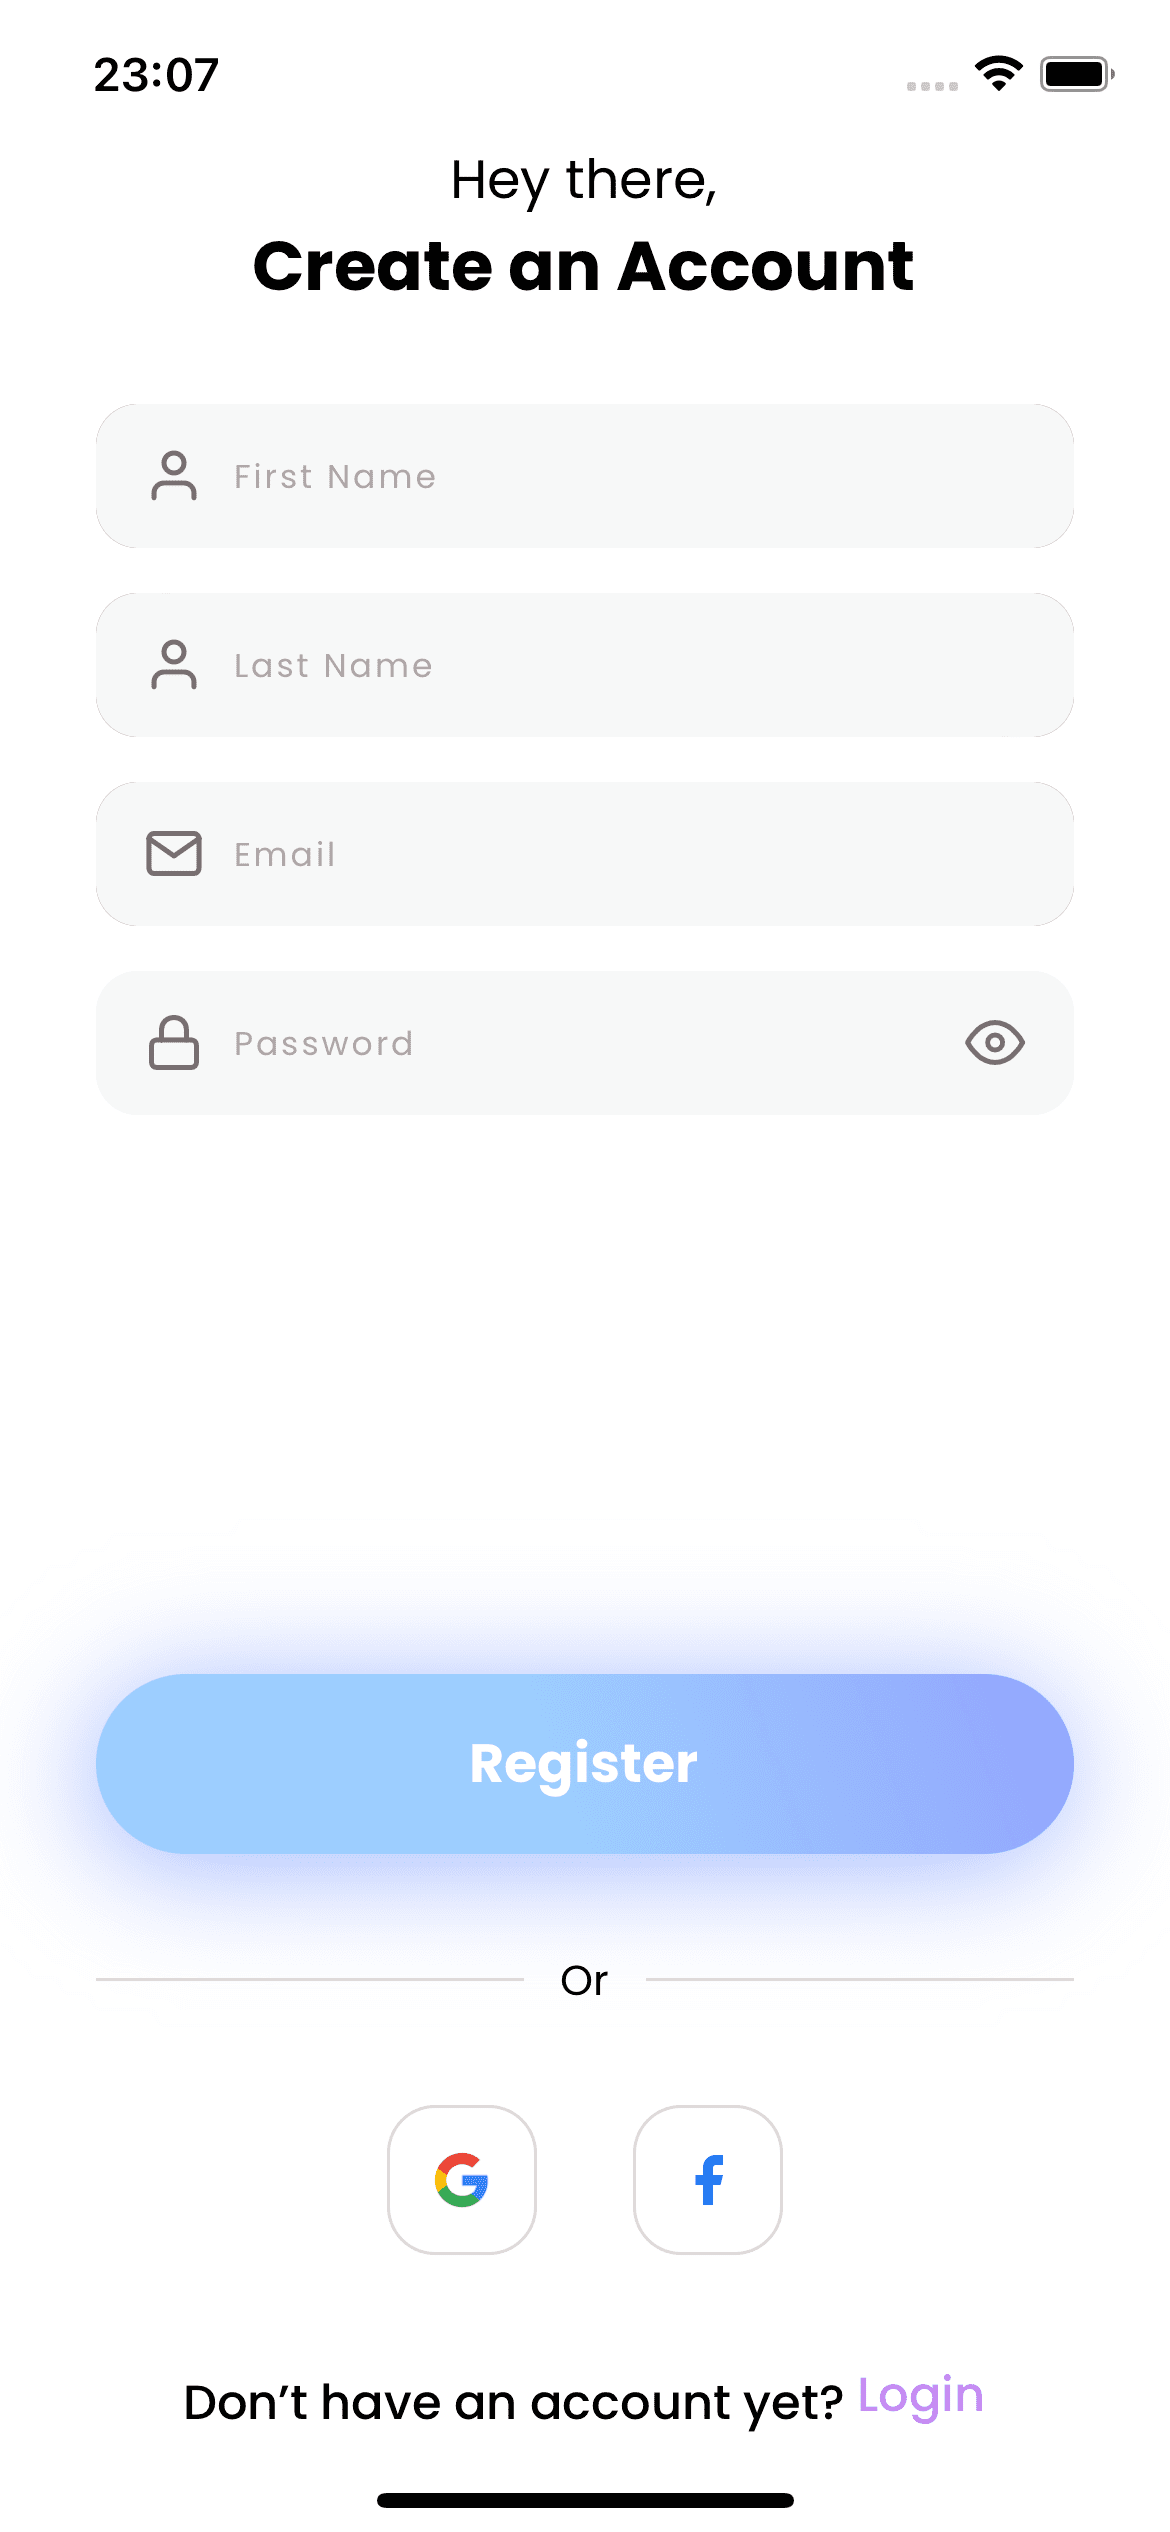 23:07
Hey there,
Create an Account
First Name
Last Name
Email
Password
Register
Or
Don’t have an account yet? Login